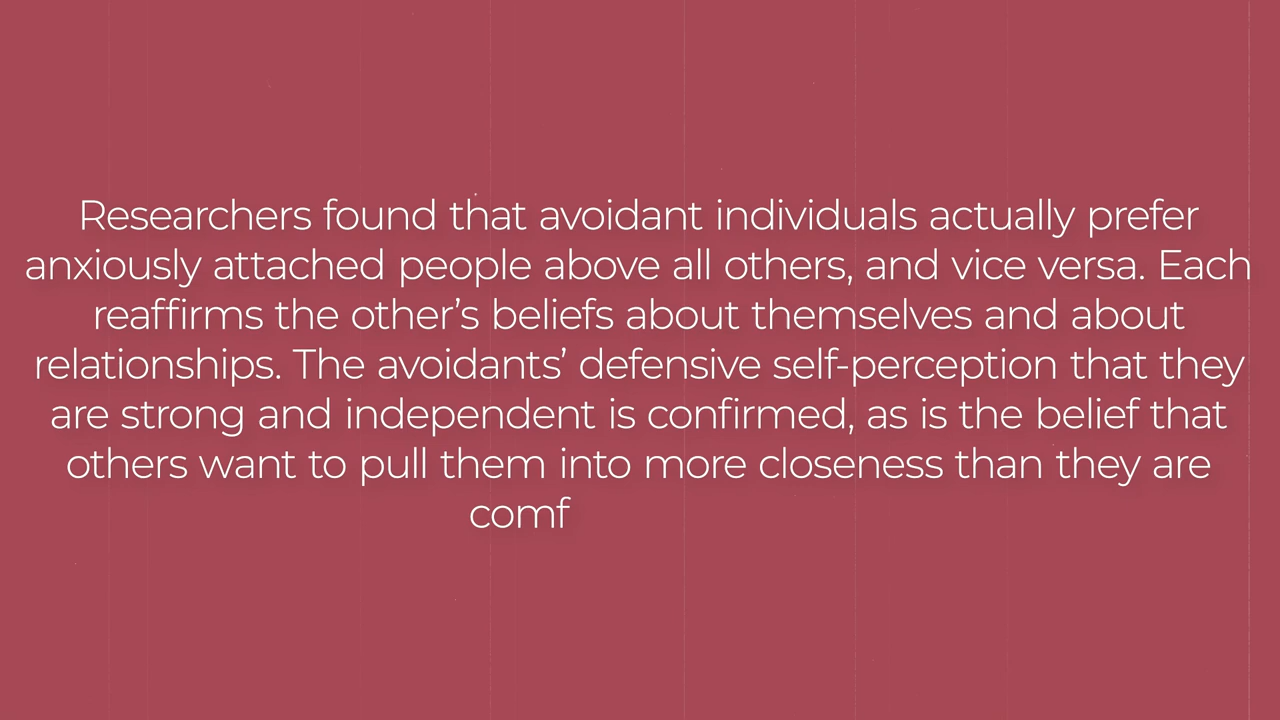 Researchers found that avoidant individuals actually prefer
anxiously attached people above all others, and vice versa. Each
reaffirms the other’s beliefs about themselves and about
relationships. The avoidants’ defensive self-perception that they
are strong and independent is confirmed, as is the belief that
others want to pull them into more closeness than they are
comf